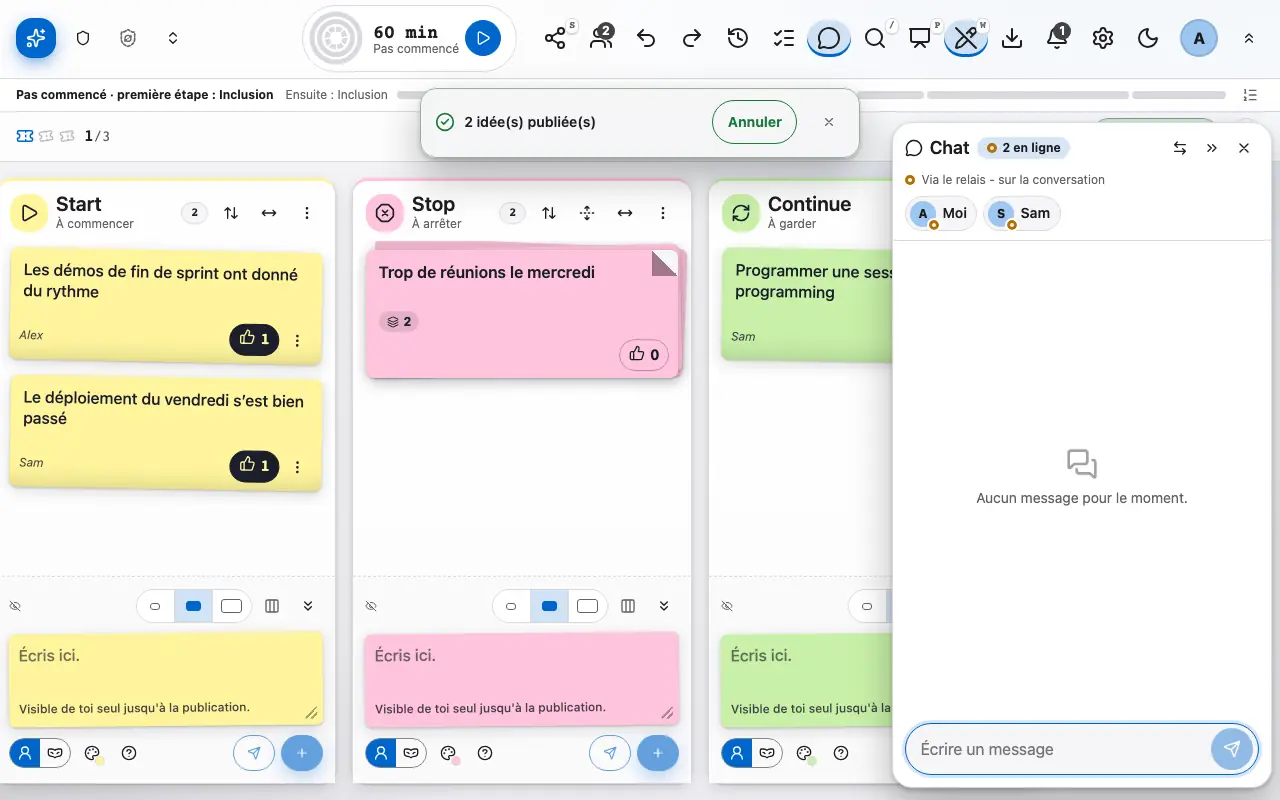 60 min
Pas commencé
S
2
/
P
W
1
A
Pas commencé · première étape : Inclusion
Ensuite : Inclusion
2 idée(s) publiée(s)
Annuler
1/3
Chat
2 en ligne
Via le relais - sur la conversation
A Moi
S Sam
Aucun message pour le moment.
Écrire un message
Start
À commencer
2
Les démos de fin de sprint ont donné
du rythme
Alex
1
Le déploiement du vendredi s’est bien
passé
Sam
1
Écris ici.
Visible de toi seul jusqu'à la publication.
Stop
À arrêter
2
Trop de réunions le mercredi
2
0
Écris ici.
Visible de toi seul jusqu'à la publication.
Continue
À garder
Programmer une
programming
Sam
Écris ici.
Visible de toi seul jusqu'à la